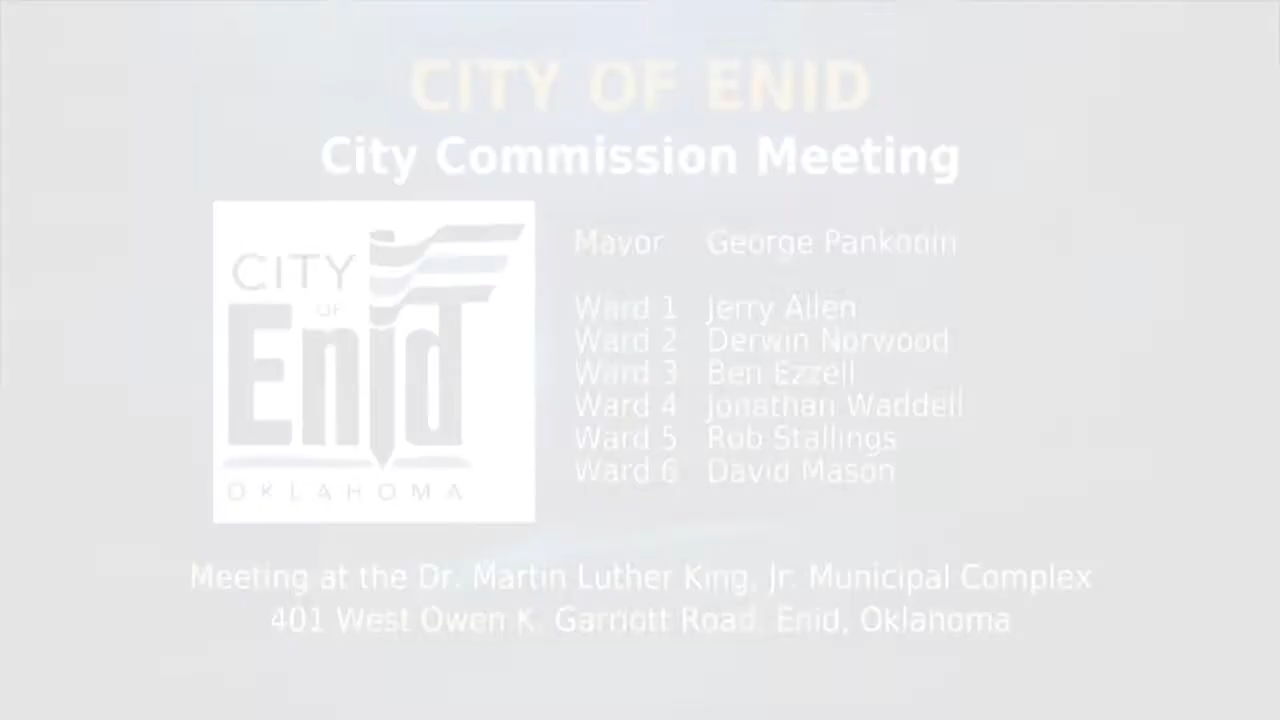 CITY OF ENID
City Commission Meeting
CITY
OF
Enid
OKLAHOMA
Mayor George Pankonin
Ward 1 Jerry Allen
Ward 2 Derwin Norwood
Ward 3 Ben Ezzell
Ward 4 Jonathan Waddell
Ward 5 Rob Stallings
Ward 6 David Mason
Meeting at the Dr. Martin Luther King, Jr. Municipal Complex
401 West Owen K. Garriott Road, Enid, Oklahoma